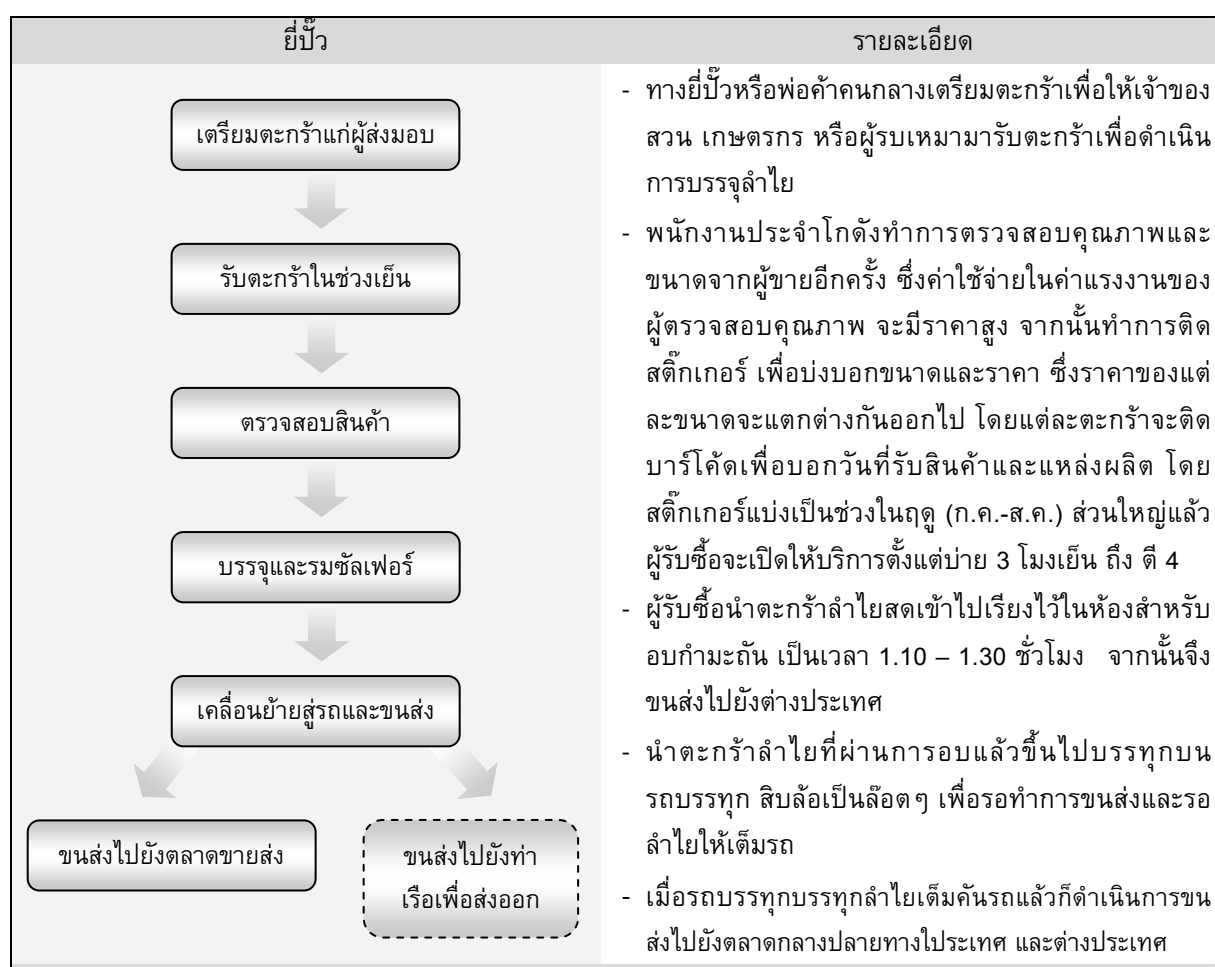 ยี่ปั๊ว
รายละเอียด
เตรียมตะกร้าแก่ผู้ส่งมอบ
รับตะกร้าในช่วงเย็น
ตรวจสอบสินค้า
บรรจุและรมซัลเฟอร์
เคลื่อนย้ายสู่รถและขนส่ง
ขนส่งไปยังตลาดขายส่ง
ขนส่งไปยังท่า
เรือเพื่อส่งออก
- ทางยี่ปั๊วหรือพ่อค้าคนกลางเตรียมตะกร้าเพื่อให้เจ้าของ
สวน เกษตรกร หรือผู้รบเหมามารับตะกร้าเพื่อดำเนิน
การบรรจุลำไย
- พนักงานประจำโกดังทำการตรวจสอบคุณภาพและ
ขนาดจากผู้ขายอีกครั้ง ซึ่งค่าใช้จ่ายในค่าแรงงานของ
ผู้ตรวจสอบคุณภาพ จะมีราคาสูง จากนั้นทำการติด
สติ๊กเกอร์ เพื่อบ่งบอกขนาดและราคา ซึ่งราคาของแต่
ละขนาดจะแตกต่างกันออกไป โดยแต่ละตะกร้าจะติด
บาร์โค้ดเพื่อบอกวันที่รับสินค้าและแหล่งผลิต โดย
สติ๊กเกอร์แบ่งเป็นช่วงในฤดู (ก.ค.-ส.ค.) ส่วนใหญ่แล้ว
ผู้รับซื้อจะเปิดให้บริการตั้งแต่บ่าย 3 โมงเย็น ถึง ตี 4
- ผู้รับซื้อนำตะกร้าลำไยสดเข้าไปเรียงไว้ในห้องสำหรับ
อบกำมะถัน เป็นเวลา 1.10 – 1.30 ชั่วโมง จากนั้นจึง
ขนส่งไปยังต่างประเทศ
- นำตะกร้าลำไยที่ผ่านการอบแล้วขึ้นไปบรรทุกบน
รถบรรทุก สิบล้อเป็นล๊อตๆ เพื่อรอทำการขนส่งและรอ
ลำไยให้เต็มรถ
- เมื่อรถบรรทุกบรรทุกลำไยเต็มคันรถแล้วก็ดำเนินการขน
ส่งไปยังตลาดกลางปลายทางใประเทศ และต่างประเทศ